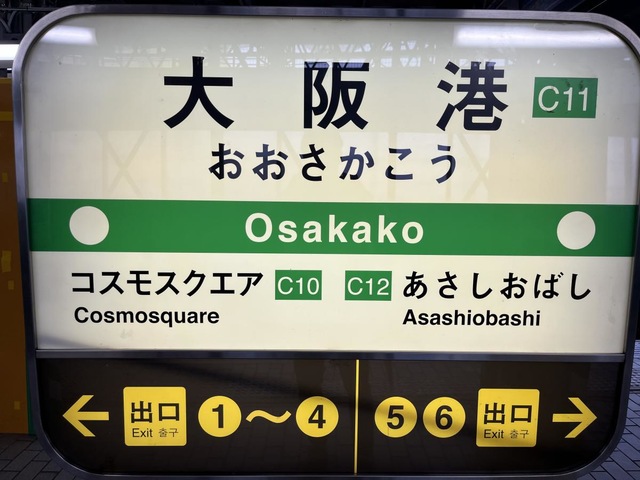 大阪港 C11
おおさかこう
Osakako
コスモスクエア C10 C12 あさしおばし
Cosmosquare Asashiobashi
← 出口 1～4 5 6 出口 →
Exit 출구 Exit 출구